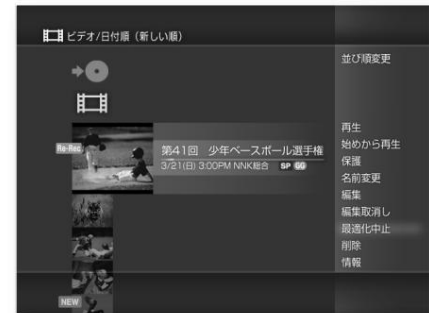 ビデオ/日付順（新しい順）
並び順変更
Re-Rec
第41回 少年ベースボール選手権
3/21(日) 3:00PM NNK総合 SP GG
再生
始めから再生
保護
名前変更
編集
編集取消し
最適化中止
削除
情報
NEW